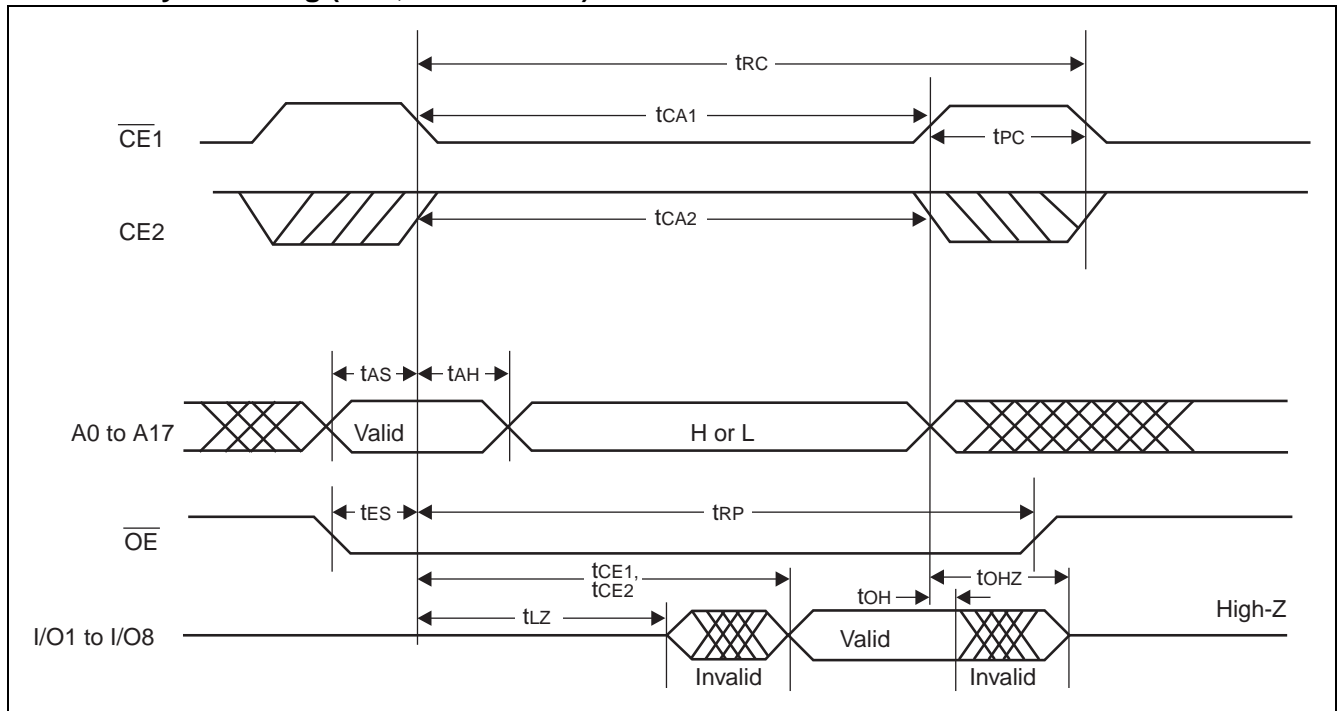 tRC
CE1
tCA1
tPC
CE2
tCA2
tAS
tAH
A0 to A17
Valid
H or L
tES
tRP
OE
tCE1,
tCE2
tOHZ
tOH
tLZ
High-Z
I/O1 to I/O8
Valid
Invalid
Invalid